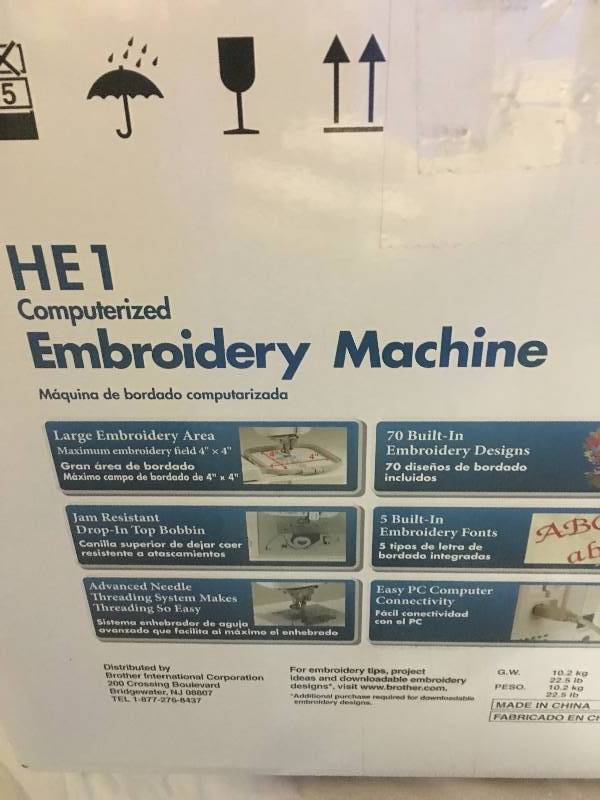 5
HE1
Computerized
Embroidery Machine
Máquina de bordado computarizada
Large Embroidery Area
Maximum embroidery field 4" × 4"
Gran área de bordado
Máximo campo de bordado de 4" x 4"
4" 4"
70 Built-In
Embroidery Designs
70 diseños de bordado
incluidos
Jam Resistant
Drop-In Top Bobbin
Canilla superior de dejar caer
resistente a atascamientos
5 Built-In
Embroidery Fonts
5 tipos de letra de
bordado integradas
ABC
ab
Advanced Needle
Threading System Makes
Threading So Easy
Sistema enhebrador de aguja
avanzado que facilita al máximo el enhebrado
Easy PC Computer
Connectivity
Fácil conectividad
con el PC
Distributed by
Brother International Corporation
200 Crossing Boulevard
Bridgewater, NJ 08807
TEL 1-877-276-8437
For embroidery tips, project
ideas and downloadable embroidery
designs*, visit www.brother.com.
*Additional purchase required for downloadable
embroidery designs.
G.W. 10.2 kg
22.5 lb
PESO. 10.2 kg
22.5 lb
MADE IN CHINA
FABRICADO EN CH